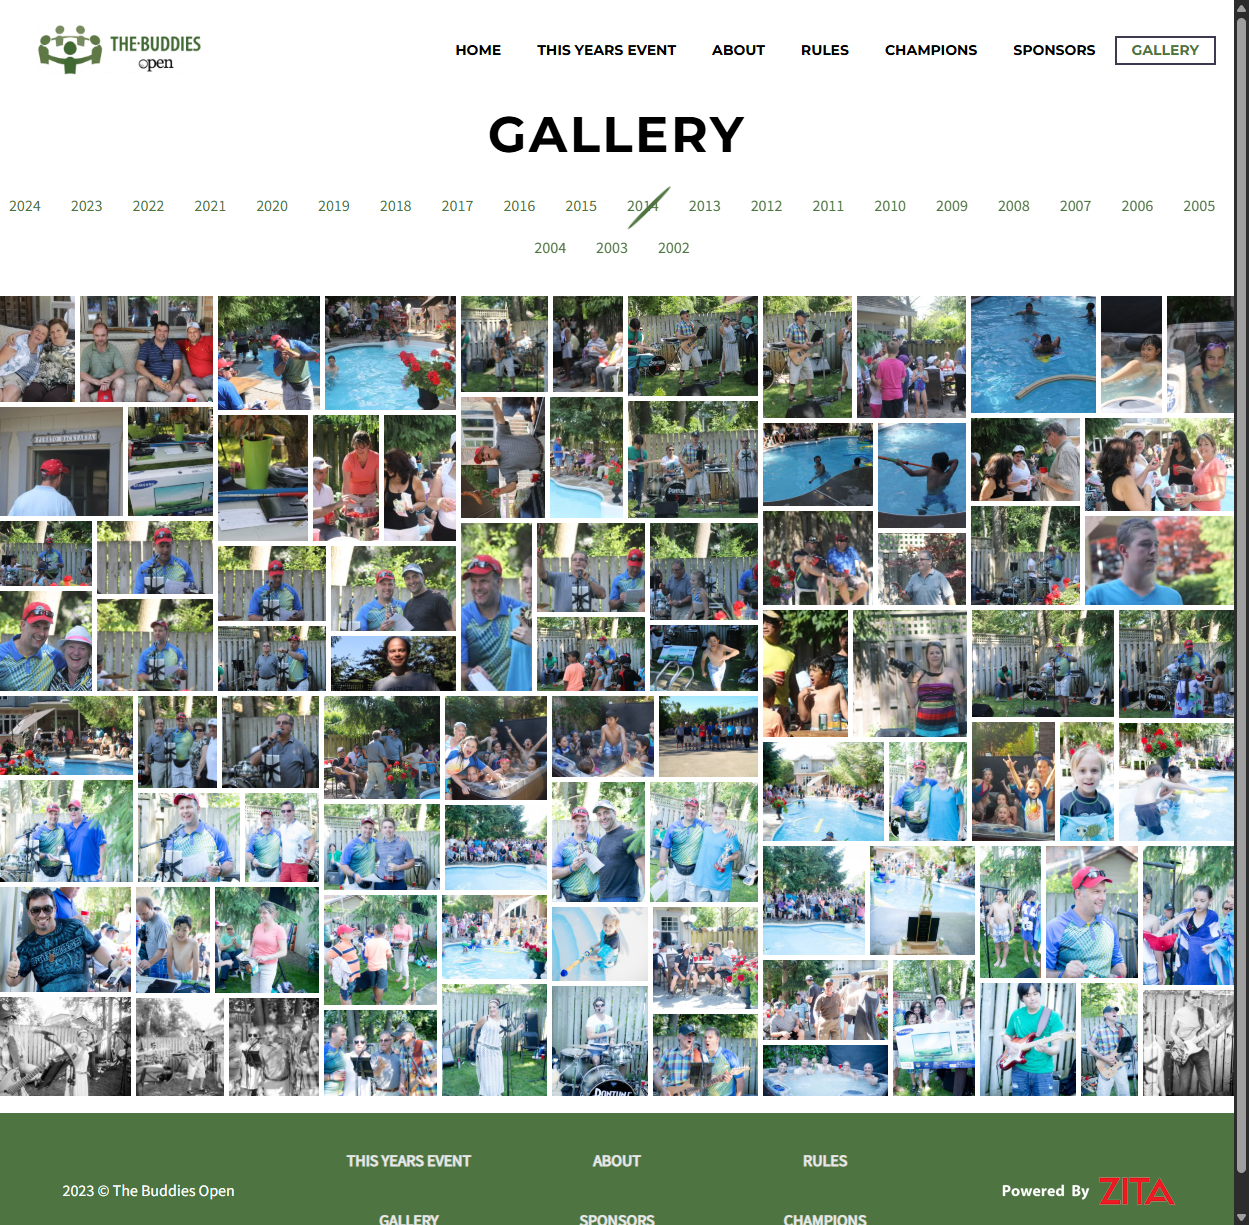 THE·BUDDIES
open
HOME
THIS YEARS EVENT
ABOUT
RULES
CHAMPIONS
SPONSORS
GALLERY
GALLERY
2024 2023 2022 2021 2020 2019 2018 2017 2016 2015 2014 2013 2012 2011 2010 2009 2008 2007 2006 2005
2004 2003 2002
SAMSUNG
SAMSUNG
THIS YEARS EVENT
ABOUT
RULES
2023 © The Buddies Open
Powered By ZITA
GALLERY
SPONSORS
CHAMPIONS